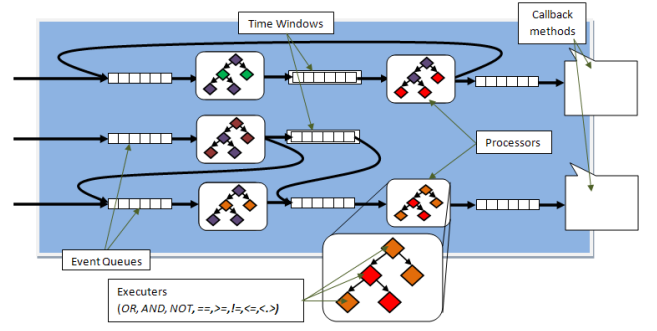 Time Windows
Callback
methods
Processors
Event Queues
Executers
(OR, AND, NOT, ==,>=,!=,<=,<.>)